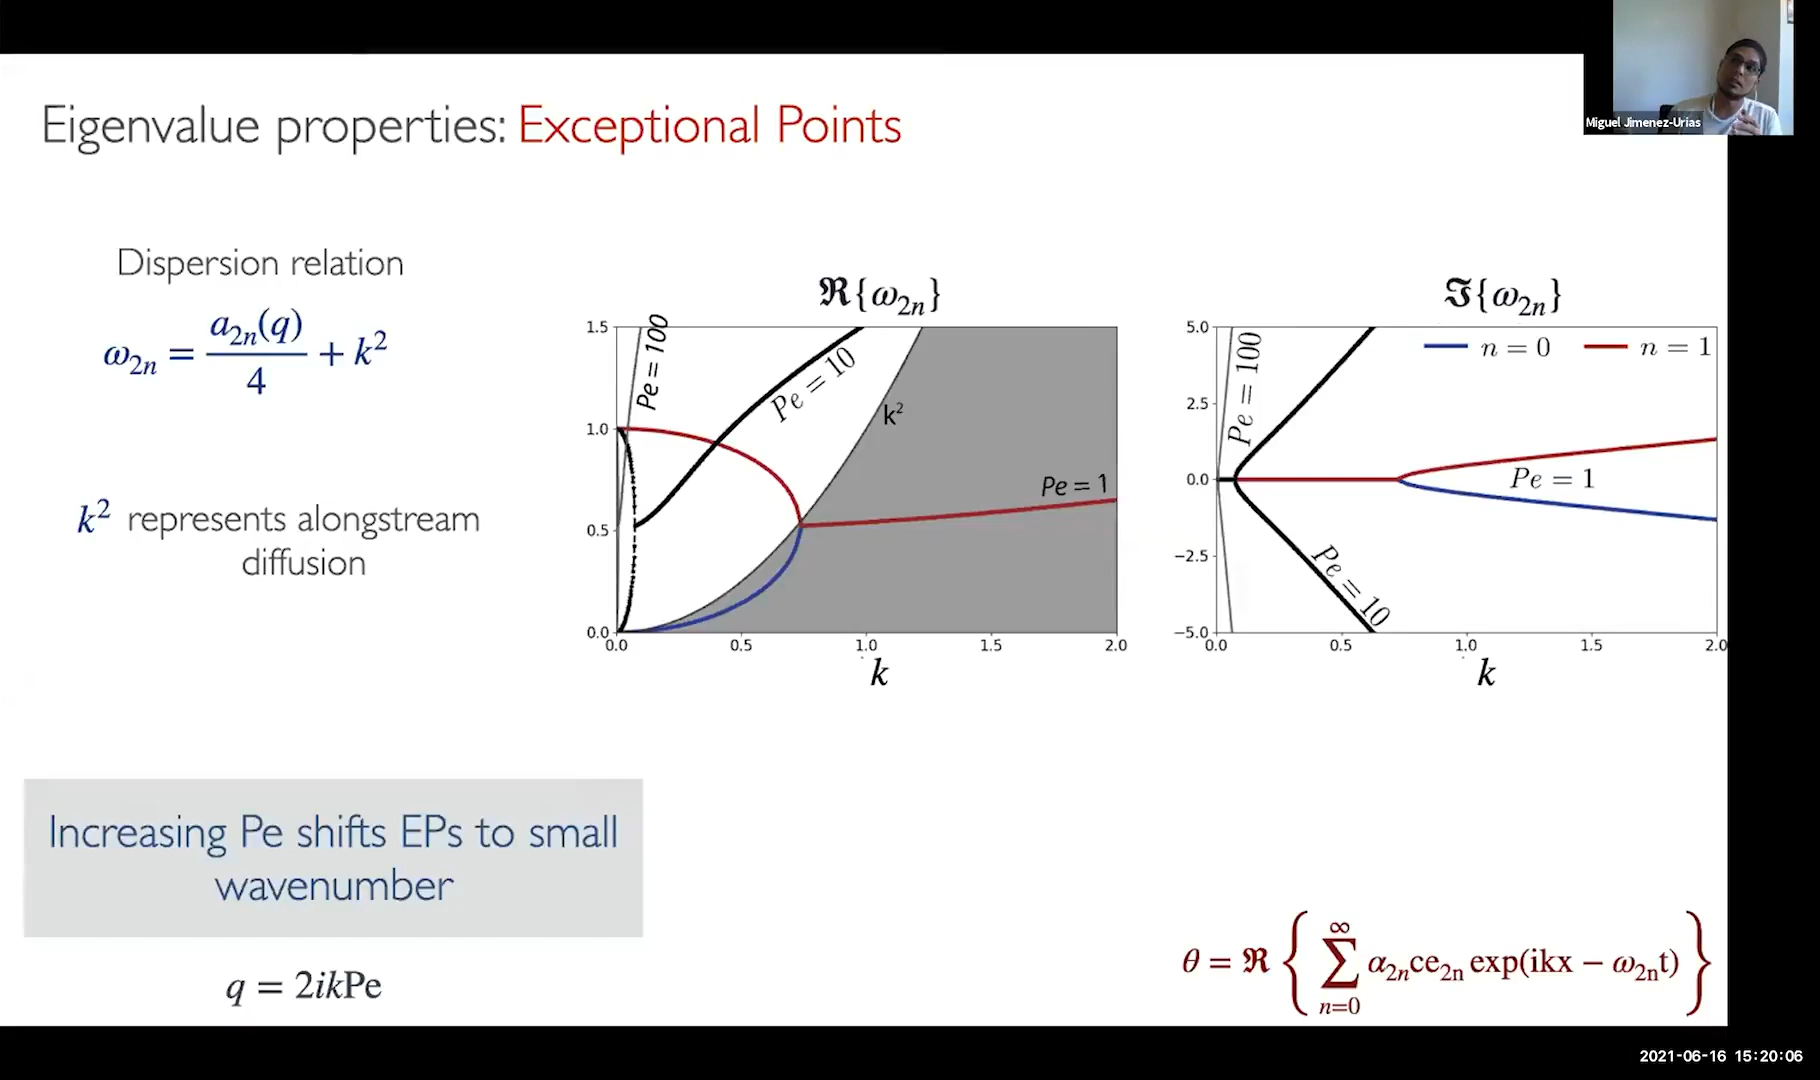 Miguel Jimenez-Urias
Eigenvalue properties: Exceptional Points
Dispersion relation
ω₂ₙ = a₂ₙ(q)/4 + k²
k² represents alongstream
diffusion
ℜ{ω₂ₙ}
1.5
1.0
0.5
0.0
0.0 0.5 1.0 1.5 2.0
k
Pe = 100
Pe = 10
k²
Pe = 1
ℑ{ω₂ₙ}
5.0
2.5
0.0
−2.5
−5.0
0.0 0.5 1.0 1.5 2.0
k
Pe = 100
n = 0 n = 1
Pe = 1
Pe = 10
Increasing Pe shifts EPs to small
wavenumber
q = 2ikPe
θ = ℜ { ∑ₙ₌₀^∞ α₂ₙce₂ₙ exp(ikx − ω₂ₙt) }
2021-06-16 15:20:06